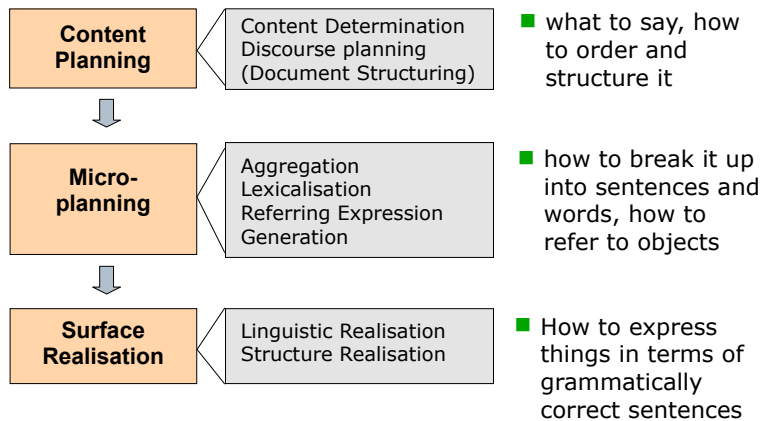 Content
Planning
Content Determination
Discourse planning
(Document Structuring)
what to say, how
to order and
structure it
Micro-
planning
Aggregation
Lexicalisation
Referring Expression
Generation
how to break it up
into sentences and
words, how to
refer to objects
Surface
Realisation
Linguistic Realisation
Structure Realisation
How to express
things in terms of
grammatically
correct sentences